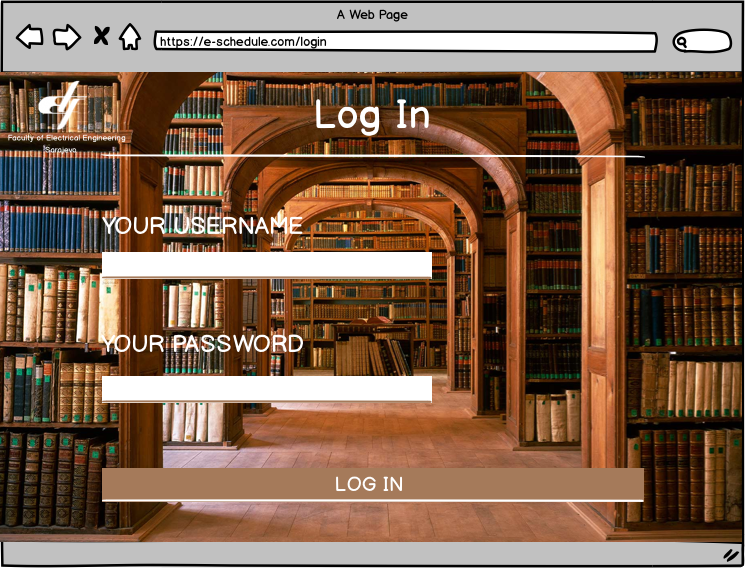 A Web Page
https://e-schedule.com/login
Log In
Faculty of Electrical Engineering
Sarajevo
YOUR USERNAME
YOUR PASSWORD
LOG IN